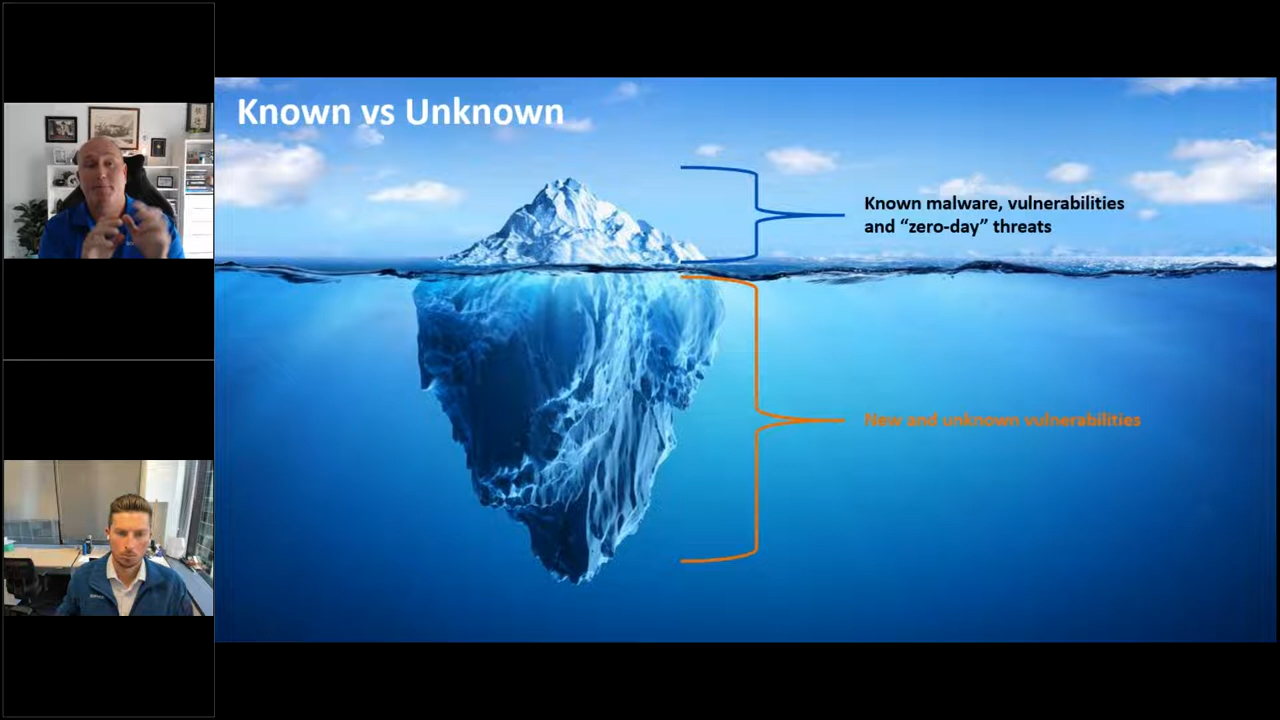 Known vs Unknown
Known malware, vulnerabilities
and “zero-day” threats
New and unknown vulnerabilities